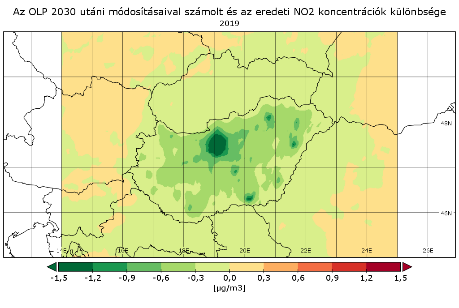 Az OLP 2030 utáni módosításaival számolt és az eredeti NO2 koncentrációk különbsége
2019
48N
46N
18E
20E
22E
24E
26E
-1,5 -1,2 -0,9 -0,6 -0,3 0,0 0,3 0,6 0,9 1,2 1,5
[µg/m3]